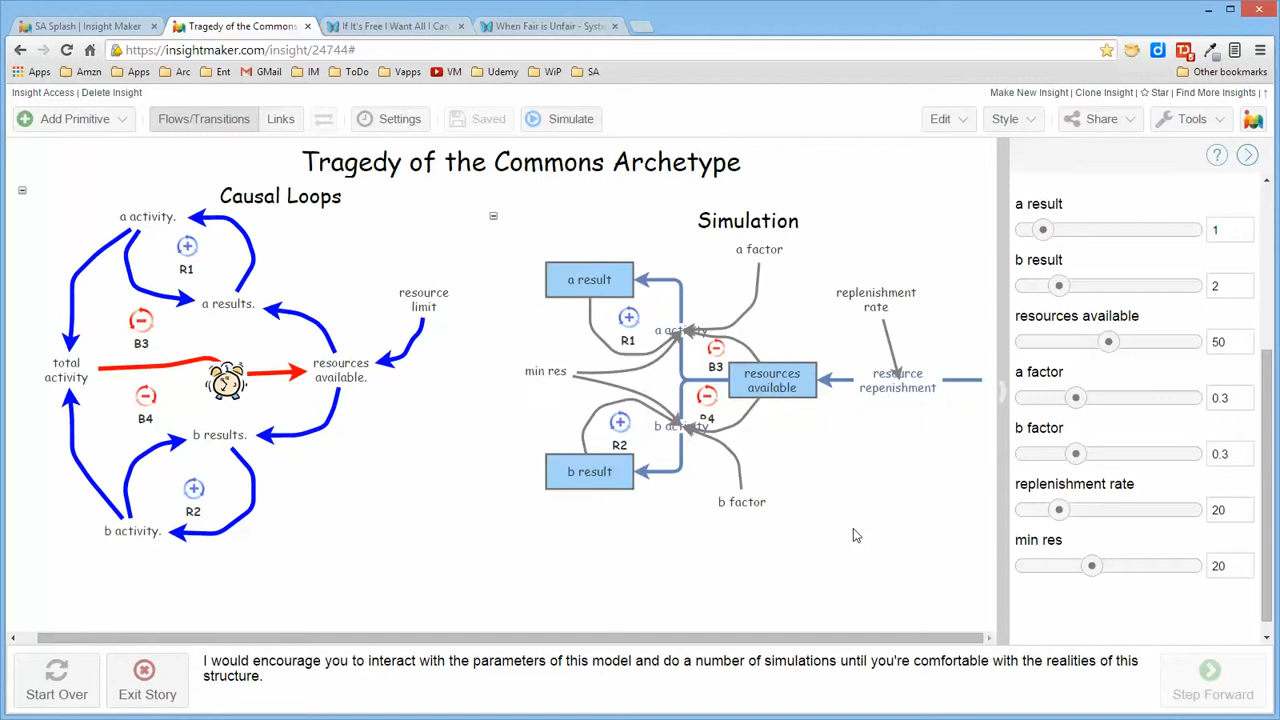 SA Splash | Insight Maker
Tragedy of the Commons
If It's Free I Want All I Can
When Fair is Unfair - Syste
https://insightmaker.com/insight/24744#
Apps
Amzn
Apps
Arc
Ent
GMail
IM
ToDo
Vapps
VM
Udemy
WiP
SA
Other bookmarks
Insight Access | Delete Insight
Make New Insight | Clone Insight | Star | Find More Insights |
Add Primitive
Flows/Transitions
Links
Settings
Saved
Simulate
Edit
Style
Share
Tools
Tragedy of the Commons Archetype
Causal Loops
a activity.
R1
a results.
B3
resource
limit
total
activity
resources
available.
B4
b results.
R2
b activity.
Simulation
a factor
a result
R1
a activity
replenishment
rate
B3
min res
resources
available
resource
repenishment
B4
b activity
R2
b result
b factor
a result
1
b result
2
resources available
50
a factor
0.3
b factor
0.3
replenishment rate
20
min res
20
Start Over
Exit Story
I would encourage you to interact with the parameters of this model and do a number of simulations until you're comfortable with the realities of this
structure.
Step Forward